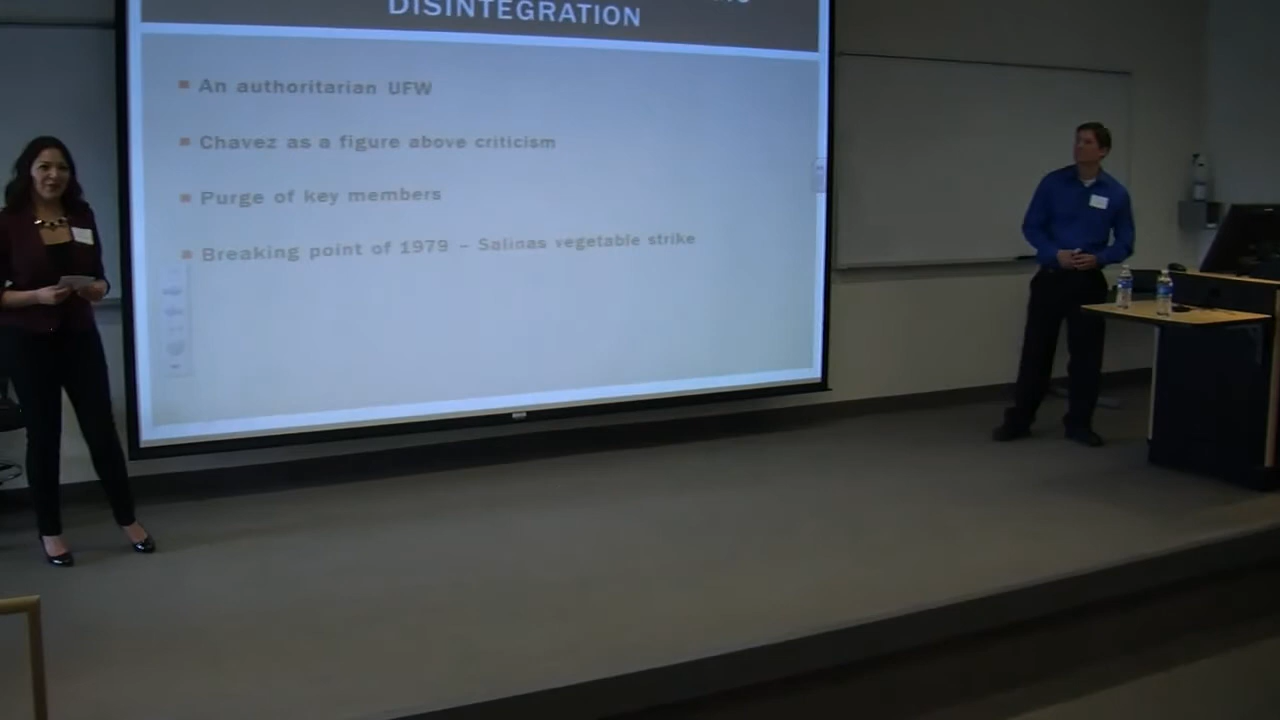 DISINTEGRATION
An authoritarian UFW
Chavez as a figure above criticism
Purge of key members
Breaking point of 1979 – Salinas vegetable strike